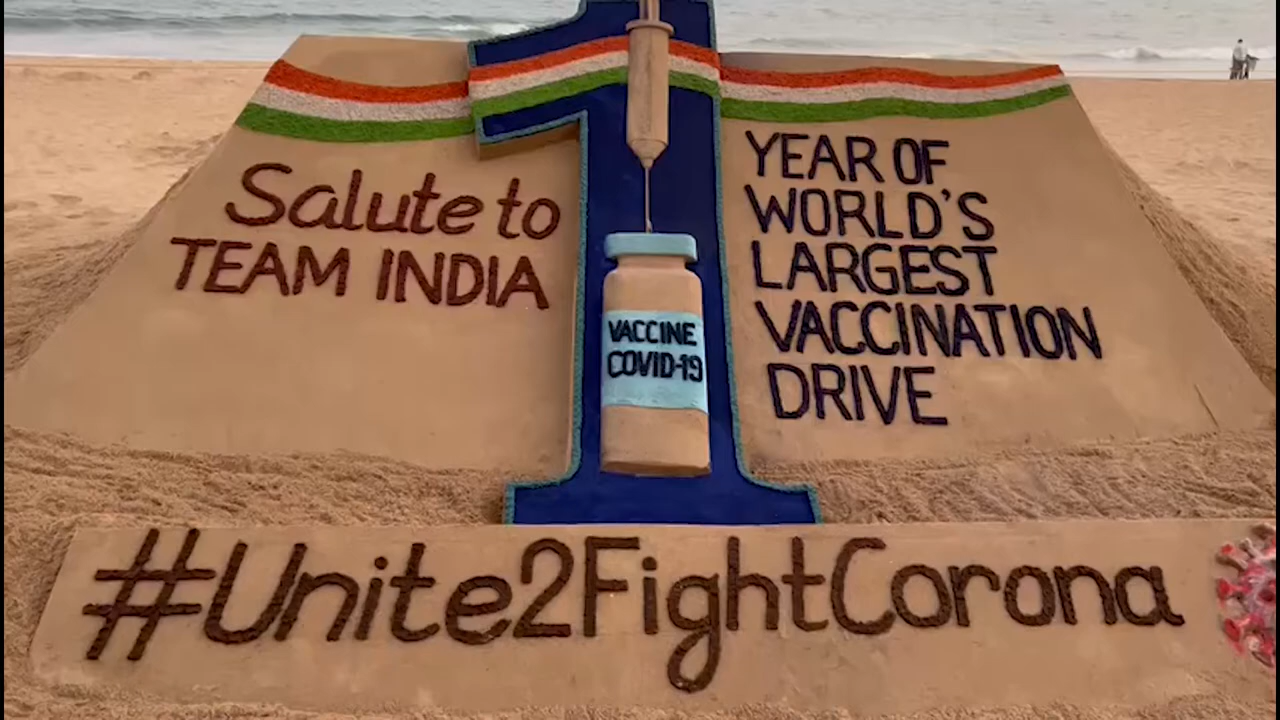 Salute to
TEAM INDIA
1
YEAR OF
WORLD'S
LARGEST
VACCINATION
DRIVE
VACCINE
COVID-19
#Unite2FightCorona